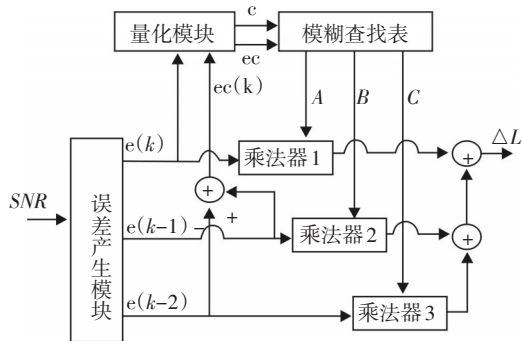 c
量化模块
模糊查找表
ec
ec(k)
A
B
C
e(k)
乘法器1
+
△L
SNR
误差产生模块
+
+
e(k-1)
−
乘法器2
+
e(k-2)
乘法器3